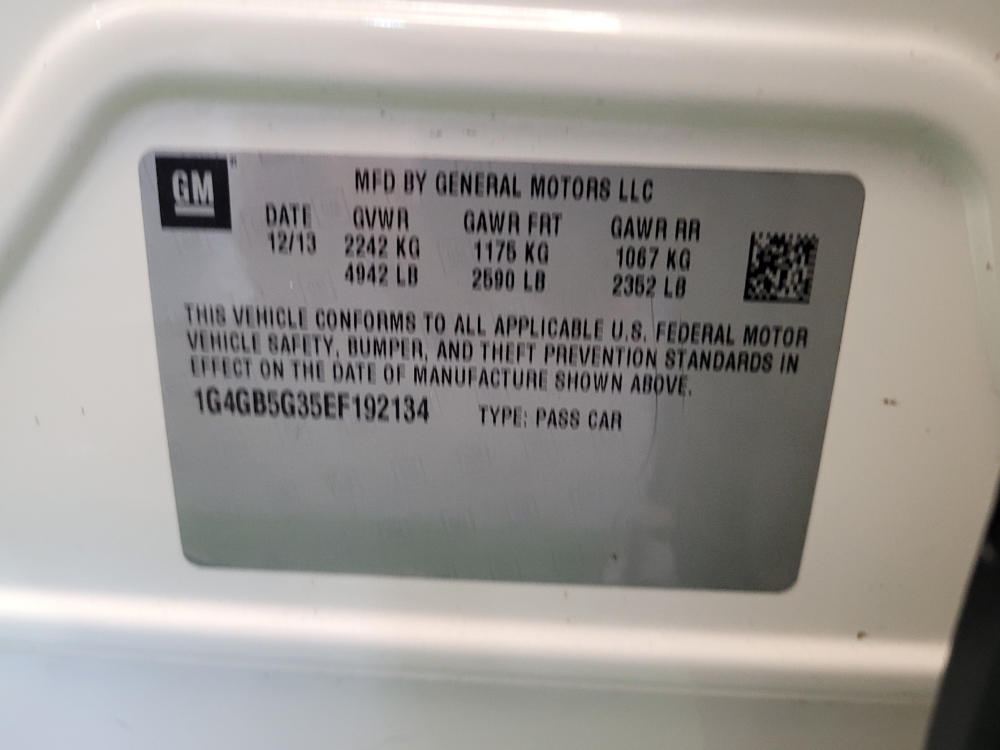 GM
MFD BY GENERAL MOTORS LLC
DATE GVWR GAWR FRT GAWR RR
12/13 2242 KG 1175 KG 1067 KG
4942 LB 2590 LB 2352 LB
THIS VEHICLE CONFORMS TO ALL APPLICABLE U.S. FEDERAL MOTOR
VEHICLE SAFETY, BUMPER, AND THEFT PREVENTION STANDARDS IN
EFFECT ON THE DATE OF MANUFACTURE SHOWN ABOVE.
1G4GB5G35EF192134 TYPE: PASS CAR